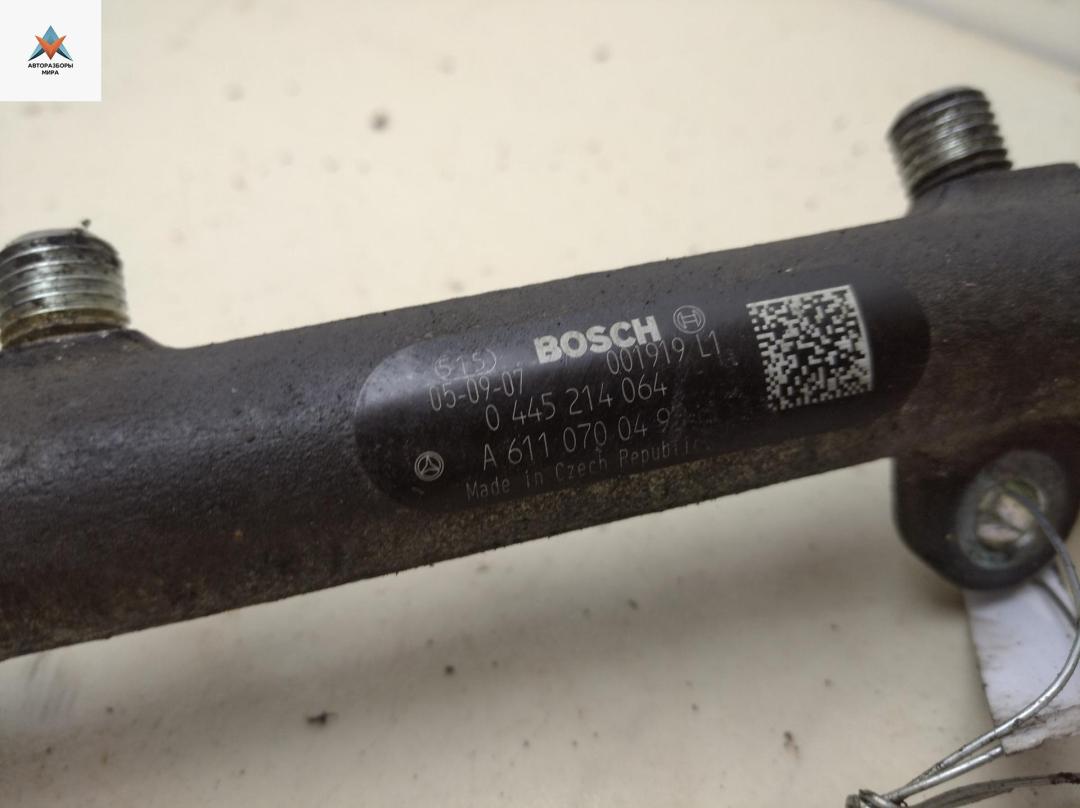 АВТОРАЗБОРЫ
МИРА
BOSCH
(515)
05-09-07 001919 L1
0 445 214 064
A 611 070 04 9
Made in Czech Republic